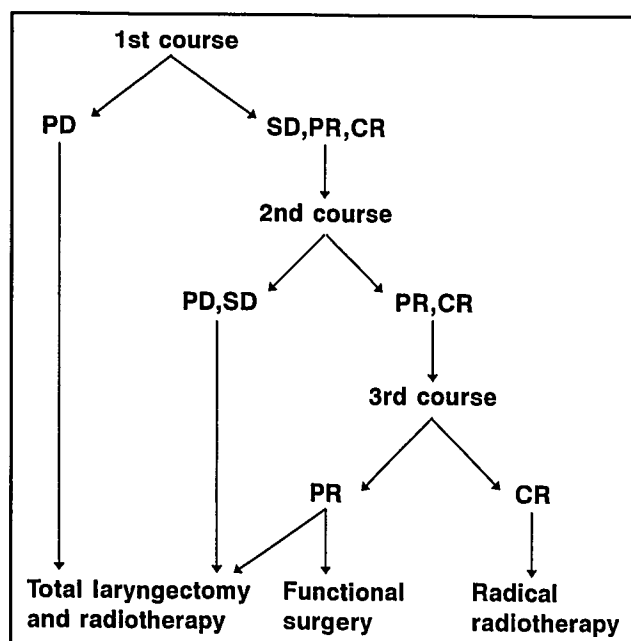 1st course
PD
SD,PR,CR
2nd course
PD,SD
PR,CR
3rd course
PR
CR
Total laryngectomy
and radiotherapy
Functional
surgery
Radical
radiotherapy